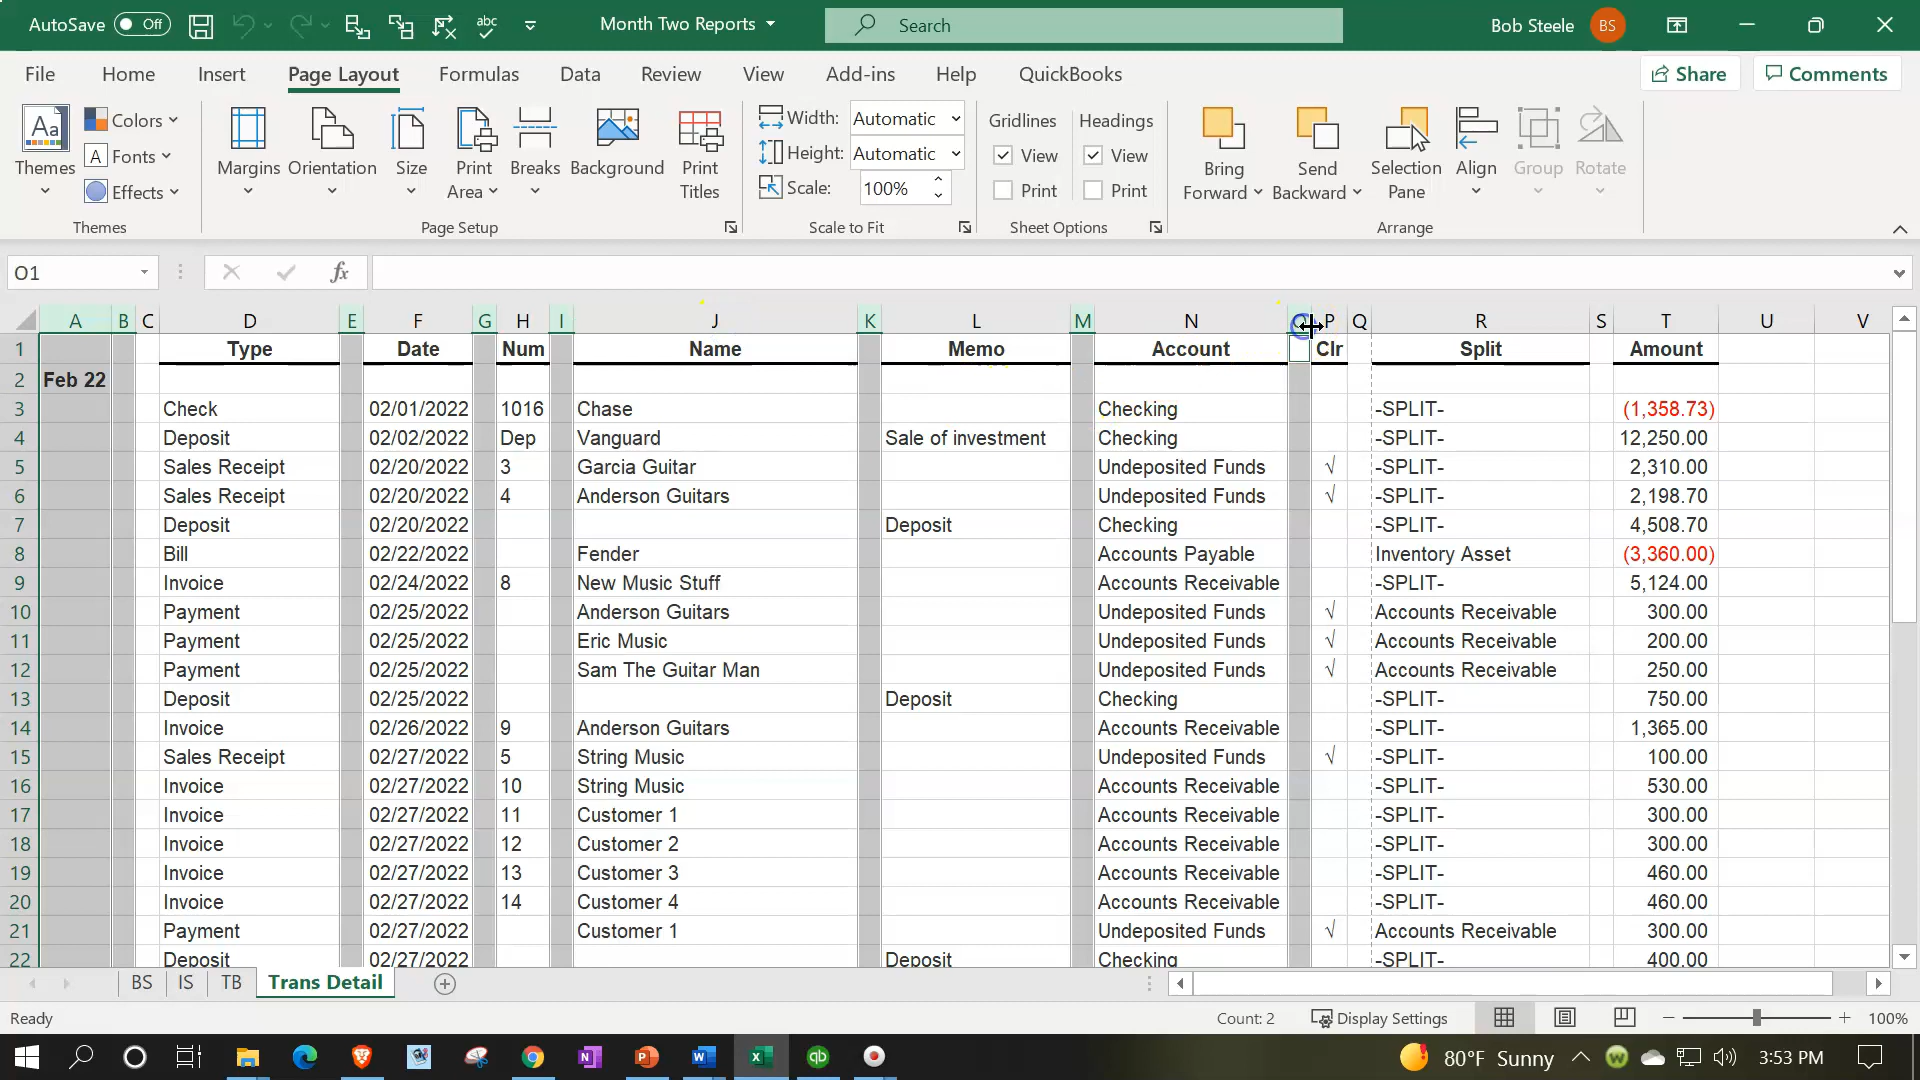 AutoSave Off abc Month Two Reports Search Bob Steele BS
File Home Insert Page Layout Formulas Data Review View Add-ins Help QuickBooks Share Comments
Themes Colors Fonts Effects Margins Orientation Size Print Area Breaks Background Print Titles Width: Automatic Height: Automatic Scale: 100% Gridlines View Print Headings View Print Bring Forward Send Backward Selection Pane Align Group Rotate
Themes Page Setup Scale to Fit Sheet Options Arrange
O1 fx
A B C D E F G H I J K L M N O P Q R S T U V
1 Type Date Num Name Memo Account Clr Split Amount
2 Feb 22
3 Check 02/01/2022 1016 Chase Checking -SPLIT- (1,358.73)
4 Deposit 02/02/2022 Dep Vanguard Sale of investment Checking -SPLIT- 12,250.00
5 Sales Receipt 02/20/2022 3 Garcia Guitar Undeposited Funds √ -SPLIT- 2,310.00
6 Sales Receipt 02/20/2022 4 Anderson Guitars Undeposited Funds √ -SPLIT- 2,198.70
7 Deposit 02/20/2022 Deposit Checking -SPLIT- 4,508.70
8 Bill 02/22/2022 Fender Accounts Payable Inventory Asset (3,360.00)
9 Invoice 02/24/2022 8 New Music Stuff Accounts Receivable -SPLIT- 5,124.00
10 Payment 02/25/2022 Anderson Guitars Undeposited Funds √ Accounts Receivable 300.00
11 Payment 02/25/2022 Eric Music Undeposited Funds √ Accounts Receivable 200.00
12 Payment 02/25/2022 Sam The Guitar Man Undeposited Funds √ Accounts Receivable 250.00
13 Deposit 02/25/2022 Deposit Checking -SPLIT- 750.00
14 Invoice 02/26/2022 9 Anderson Guitars Accounts Receivable -SPLIT- 1,365.00
15 Sales Receipt 02/27/2022 5 String Music Undeposited Funds √ -SPLIT- 100.00
16 Invoice 02/27/2022 10 String Music Accounts Receivable -SPLIT- 530.00
17 Invoice 02/27/2022 11 Customer 1 Accounts Receivable -SPLIT- 300.00
18 Invoice 02/27/2022 12 Customer 2 Accounts Receivable -SPLIT- 300.00
19 Invoice 02/27/2022 13 Customer 3 Accounts Receivable -SPLIT- 460.00
20 Invoice 02/27/2022 14 Customer 4 Accounts Receivable -SPLIT- 460.00
21 Payment 02/27/2022 Customer 1 Undeposited Funds √ Accounts Receivable 300.00
22 Deposit 02/27/2022 Deposit Checking -SPLIT- 400.00
BS IS TB Trans Detail
Ready Count: 2 Display Settings 100%
80°F Sunny 3:53 PM